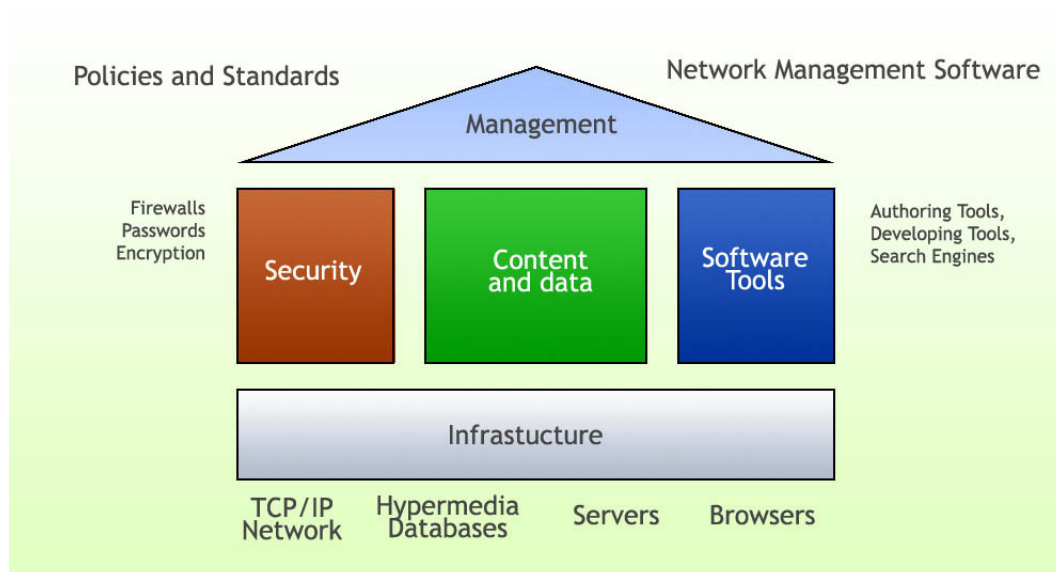 Policies and Standards
Network Management Software
Management
Firewalls
Passwords
Encryption
Security
Content
and data
Software
Tools
Authoring Tools,
Developing Tools,
Search Engines
Infrastucture
TCP/IP
Network
Hypermedia
Databases
Servers
Browsers